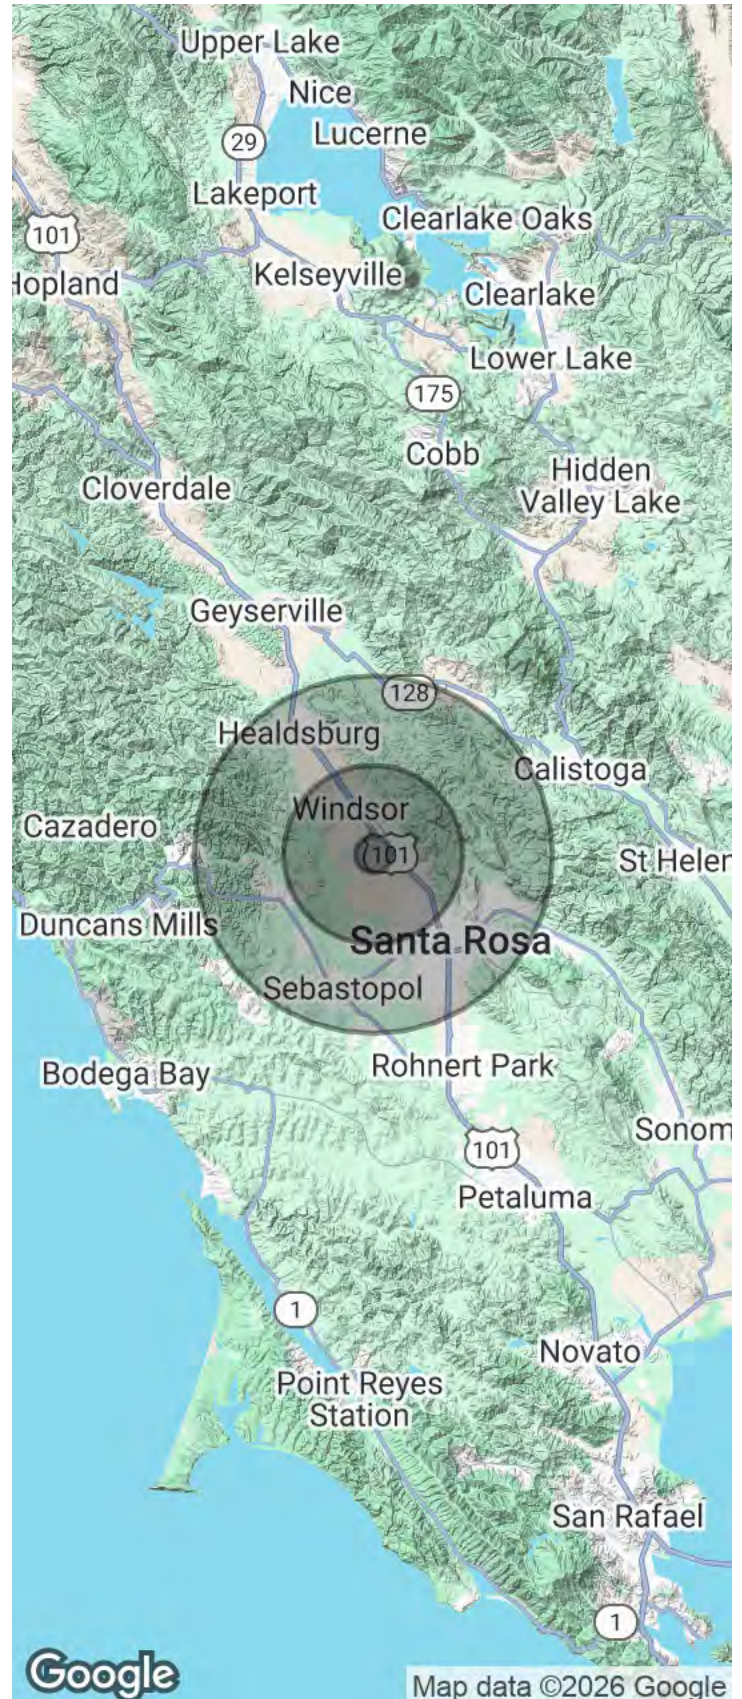 Upper Lake
Nice
29
Lucerne
Lakeport
Clearlake Oaks
101
Hopland
Kelseyville
Clearlake
Lower Lake
175
Cobb
Hidden
Valley Lake
Cloverdale
Geyserville
128
Healdsburg
Calistoga
Windsor
Cazadero
101
St Helen
Duncans Mills
Santa Rosa
Sebastopol
Rohnert Park
Bodega Bay
Sonom
101
Petaluma
1
Novato
Point Reyes
Station
San Rafael
1
Google
Map data ©2026 Google